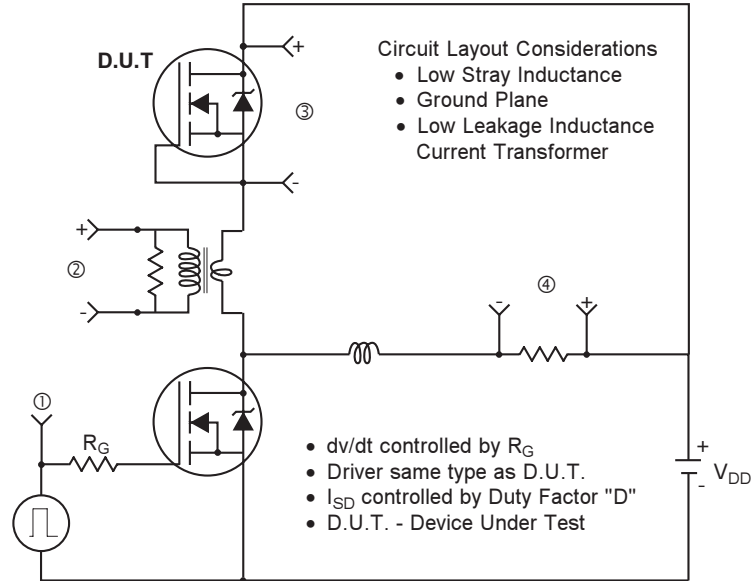 D.U.T
+
Circuit Layout Considerations
• Low Stray Inductance
• Ground Plane
• Low Leakage Inductance
Current Transformer
③
-
+
②
-
④
-
+
①
R_G
• dv/dt controlled by R_G
• Driver same type as D.U.T.
• I_SD controlled by Duty Factor "D"
• D.U.T. - Device Under Test
+
V_DD
-